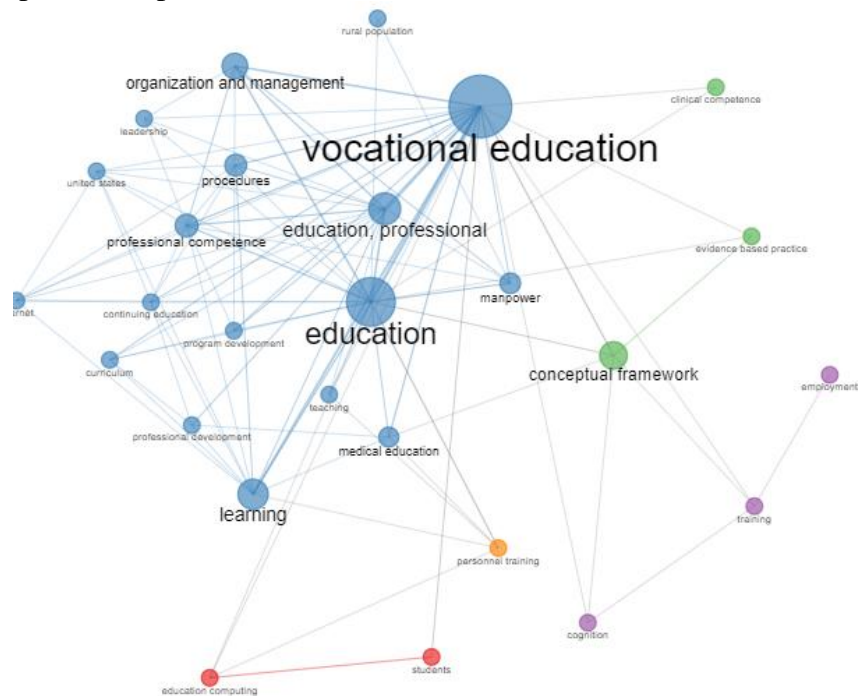 rural population
organization and management
clinical competence
leadership
vocational education
united states
procedures
education, professional
professional competence
evidence based practice
manpower
ernet
continuing education
program development
education
conceptual framework
curriculum
employment
teaching
professional development
medical education
learning
training
personnel training
cognition
students
education computing